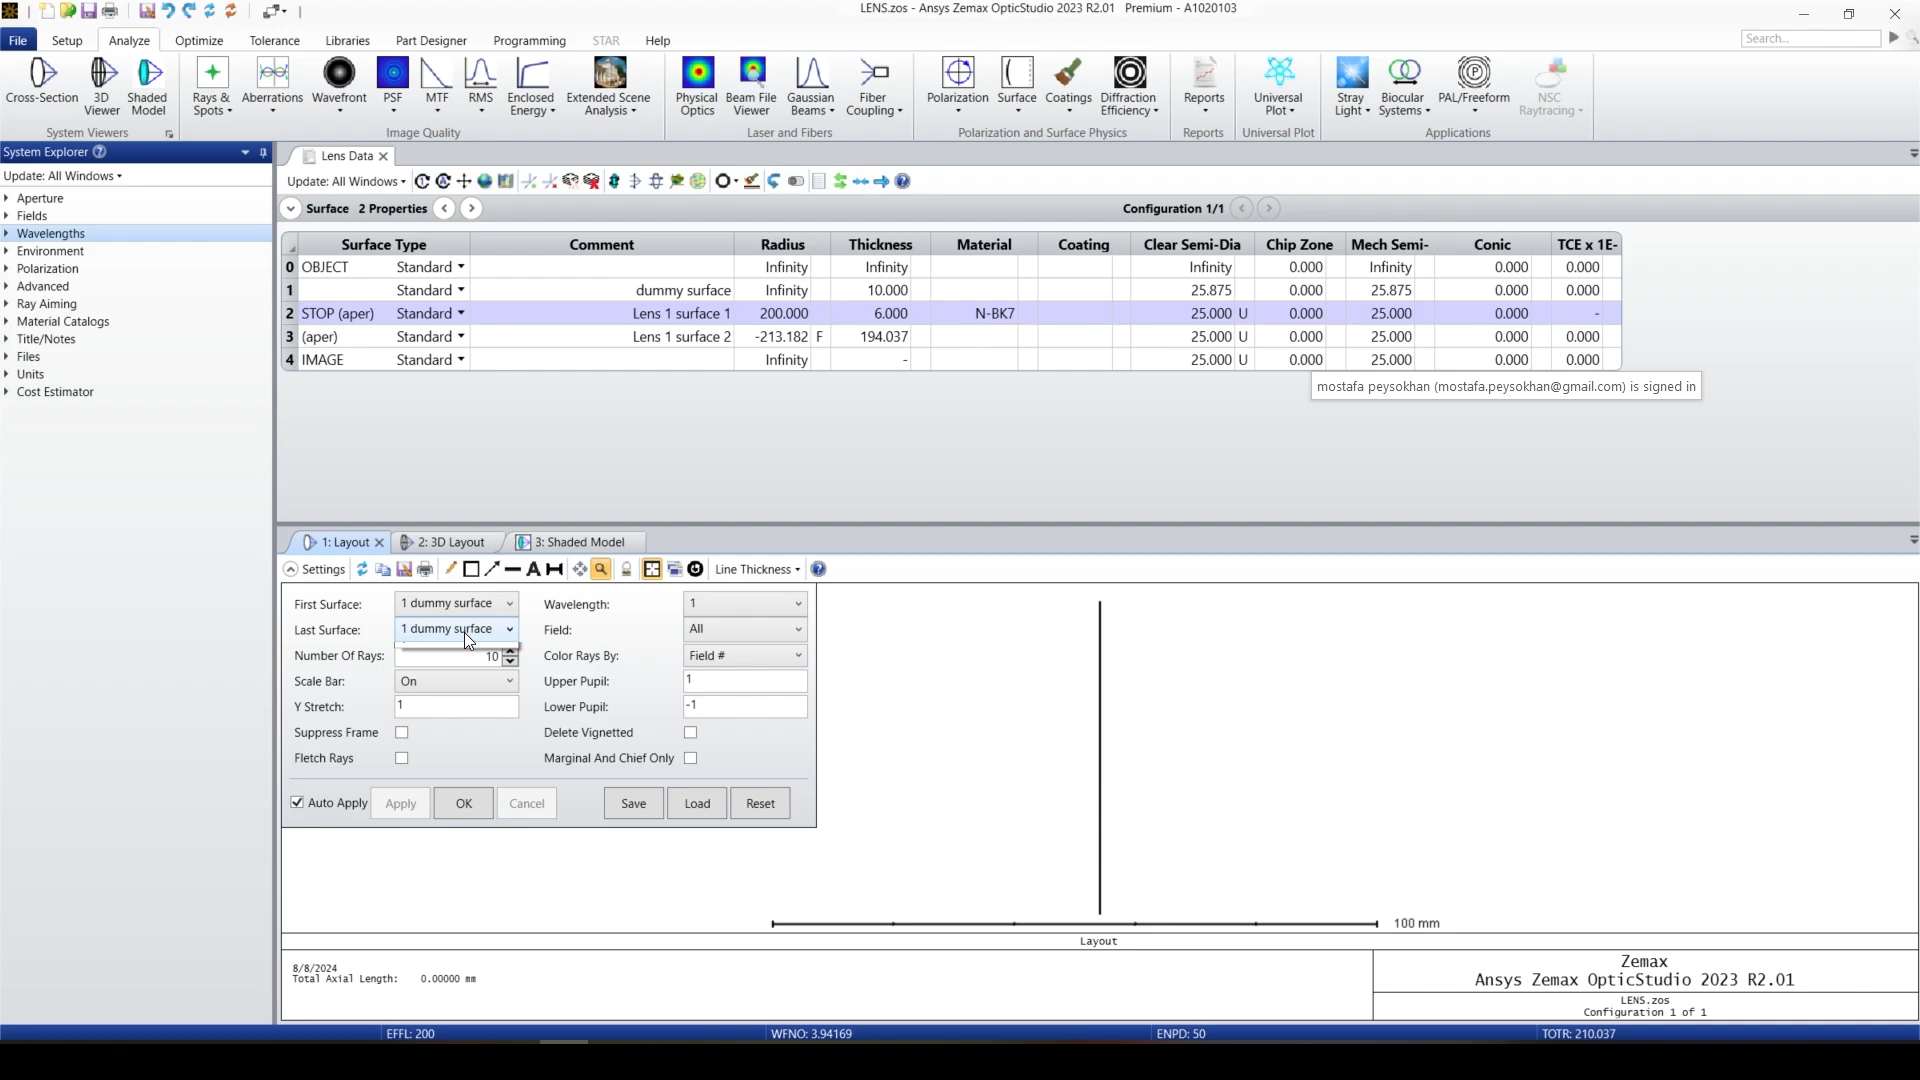 LENS.zos - Ansys Zemax OpticStudio 2023 R2.01 Premium - A1020103
File Setup Analyze Optimize Tolerance Libraries Part Designer Programming STAR Help Search...
Cross-Section 3D Viewer Shaded Model Rays & Spots Aberrations Wavefront PSF MTF RMS Enclosed Energy Extended Scene Analysis Physical Optics Beam File Viewer Gaussian Beams Fiber Coupling Polarization Surface Coatings Diffraction Efficiency Reports Universal Plot Stray Light Biocular Systems PAL/Freeform NSC Raytracing
System Viewers Image Quality Laser and Fibers Polarization and Surface Physics Reports Universal Plot Applications
System Explorer
Update: All Windows
Aperture
Fields
Wavelengths
Environment
Polarization
Advanced
Ray Aiming
Material Catalogs
Title/Notes
Files
Units
Cost Estimator
Lens Data
Update: All Windows
Surface 2 Properties Configuration 1/1
Surface Type Comment Radius Thickness Material Coating Clear Semi-Dia Chip Zone Mech Semi- Conic TCE x 1E-
0 OBJECT Standard Infinity Infinity Infinity 0.000 Infinity 0.000 0.000
1 Standard dummy surface Infinity 10.000 25.875 0.000 25.875 0.000 0.000
2 STOP (aper) Standard Lens 1 surface 1 200.000 6.000 N-BK7 25.000 U 0.000 25.000 0.000 -
3 (aper) Standard Lens 1 surface 2 -213.182 F 194.037 25.000 U 0.000 25.000 0.000 0.000
4 IMAGE Standard Infinity - 25.000 U 0.000 25.000 0.000 0.000
mostafa peysokhan (mostafa.peysokhan@gmail.com) is signed in
1: Layout 2: 3D Layout 3: Shaded Model
Settings Line Thickness
First Surface: 1 dummy surface Wavelength: 1
Last Surface: 1 dummy surface Field: All
Number Of Rays: 10 Color Rays By: Field #
Scale Bar: On Upper Pupil: 1
Y Stretch: 1 Lower Pupil: -1
Suppress Frame Delete Vignetted
Fletch Rays Marginal And Chief Only
Auto Apply Apply OK Cancel Save Load Reset
100 mm
Layout
8/8/2024
Total Axial Length: 0.00000 mm
Zemax
Ansys Zemax OpticStudio 2023 R2.01
LENS.zos
Configuration 1 of 1
EFFL: 200 WFNO: 3.94169 ENPD: 50 TOTR: 210.037